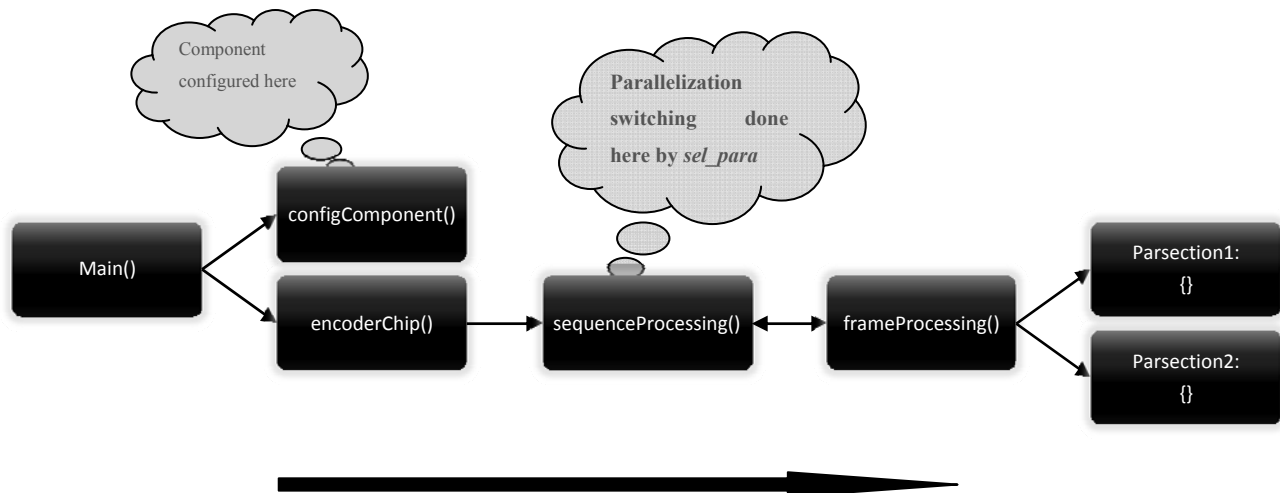 Component
configured here
Parallelization
switching done
here by sel_para
configComponent()
Main()
encoderChip()
sequenceProcessing()
frameProcessing()
Parsection1:
{}
Parsection2:
{}